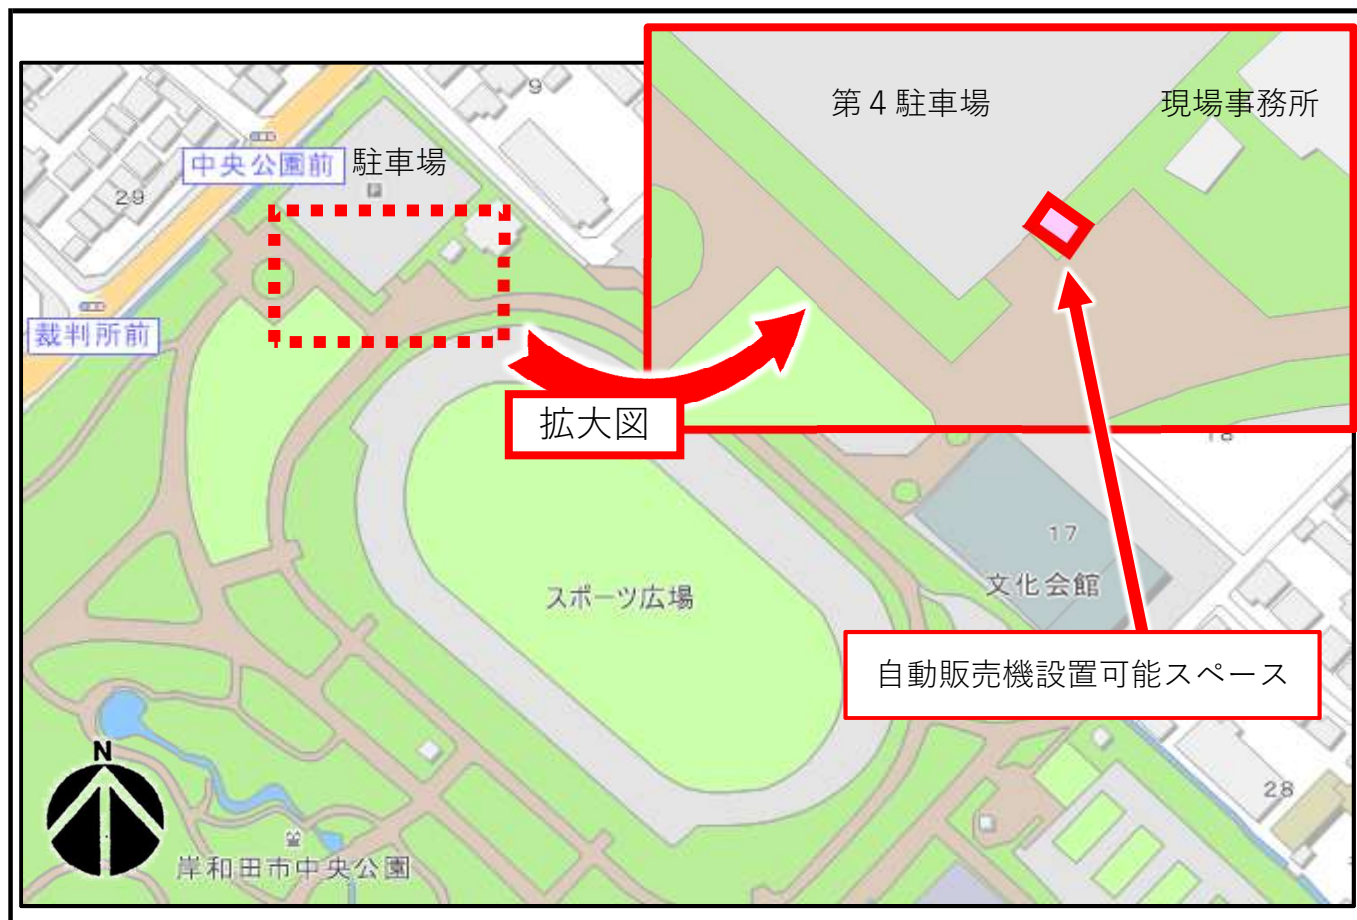 第4駐車場
現場事務所
9
中央公園前
駐車場
P
29
裁判所前
拡大図
17
文化会館
スポーツ広場
自動販売機設置可能スペース
N
28
岸和田市中央公園